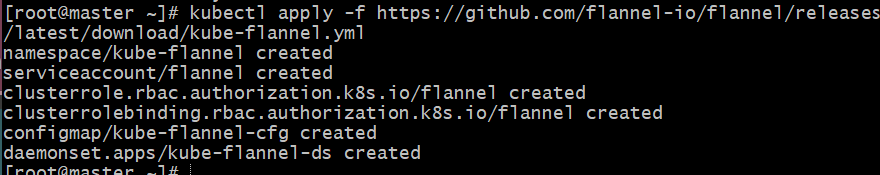 [root@master ~]# kubectl apply -f https://github.com/flannel-io/flannel/releases
/latest/download/kube-flannel.yml
namespace/kube-flannel created
serviceaccount/flannel created
clusterrole.rbac.authorization.k8s.io/flannel created
clusterrolebinding.rbac.authorization.k8s.io/flannel created
configmap/kube-flannel-cfg created
daemonset.apps/kube-flannel-ds created
[root@master ~]#